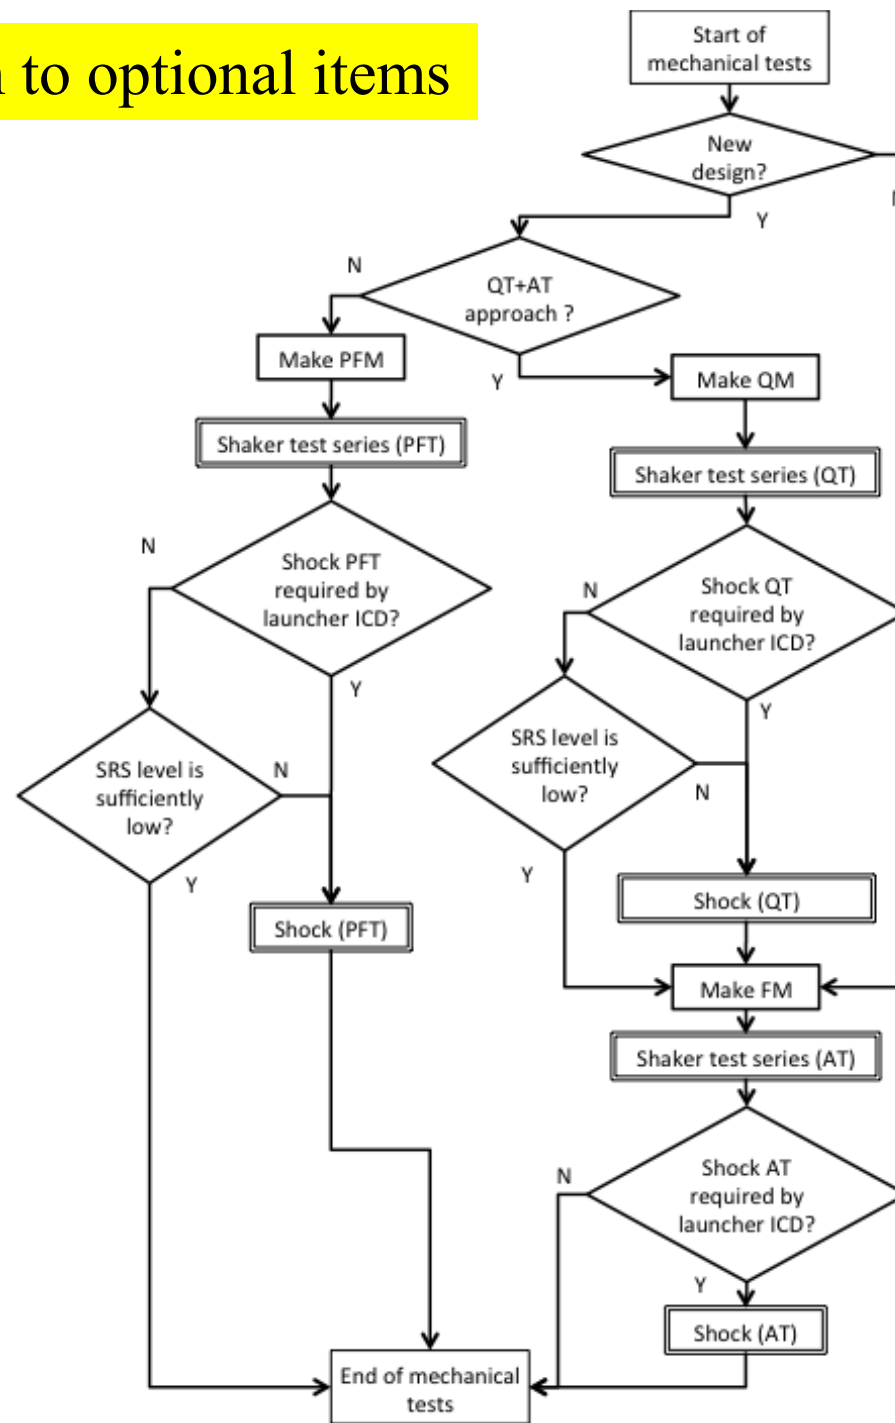 to optional items
Start of
mechanical tests
New
design?
Y
N
QT+AT
approach ?
Make PFM
Y
Make QM
Shaker test series (PFT)
Shaker test series (QT)
N
Shock PFT
required by
launcher ICD?
N
Shock QT
required by
launcher ICD?
Y
Y
SRS level is
sufficiently
low?
N
SRS level is
sufficiently
low?
N
Y
Y
Shock (PFT)
Shock (QT)
Make FM
Shaker test series (AT)
N
Shock AT
required by
launcher ICD?
Y
Shock (AT)
End of mechanical
tests